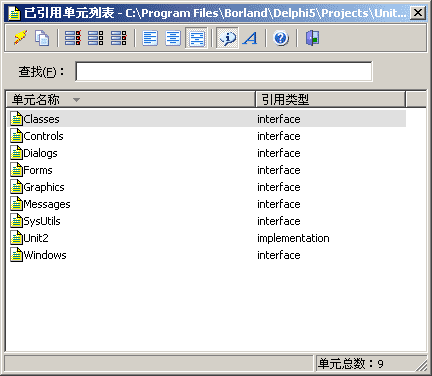 已引用单元列表 - C:\Program Files\Borland\Delphi5\Projects\Unit...
查找(F):
单元名称 引用类型
Classes interface
Controls interface
Dialogs interface
Forms interface
Graphics interface
Messages interface
SysUtils interface
Unit2 implementation
Windows interface
单元总数：9